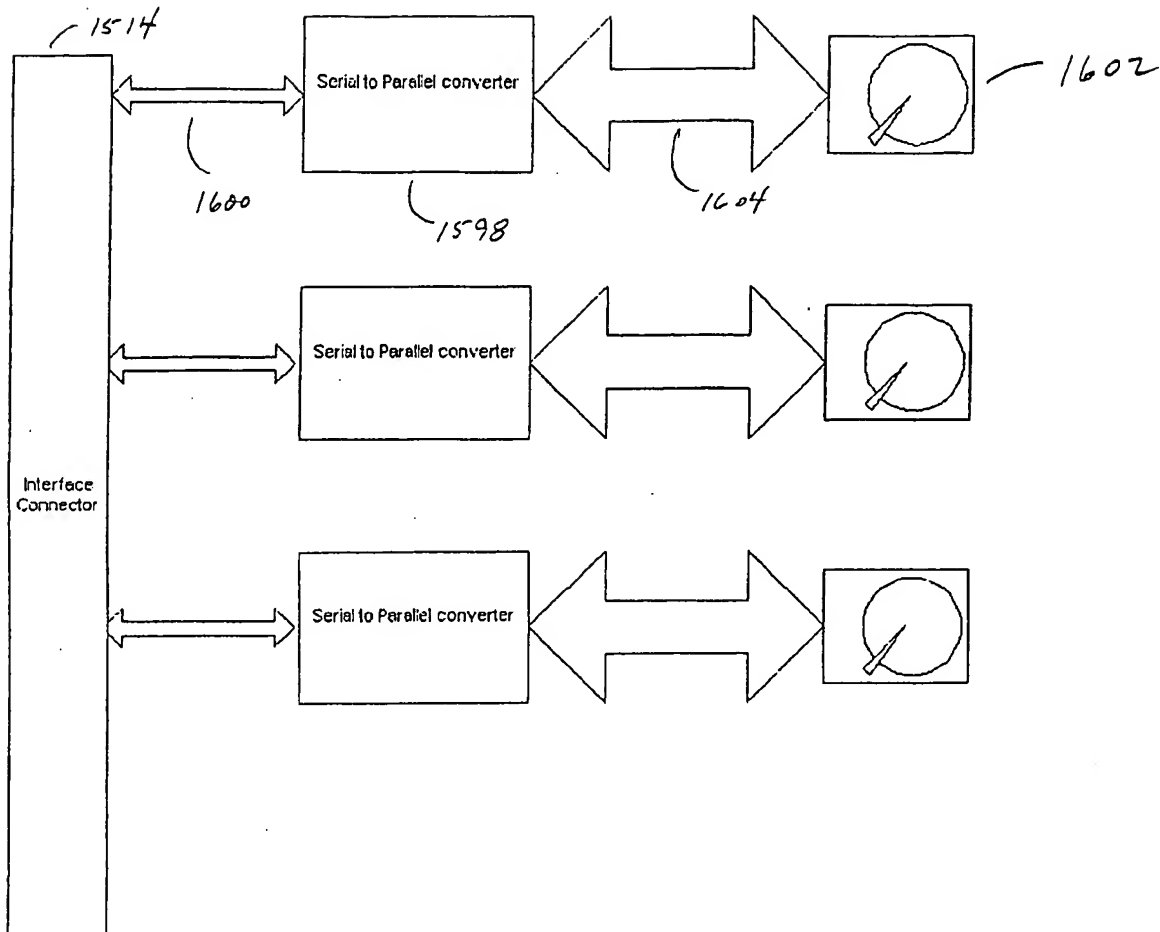 1514
Serial to Parallel converter
1602
1600
1598
1604
Serial to Parallel converter
Interface
Connector
Serial to Parallel converter